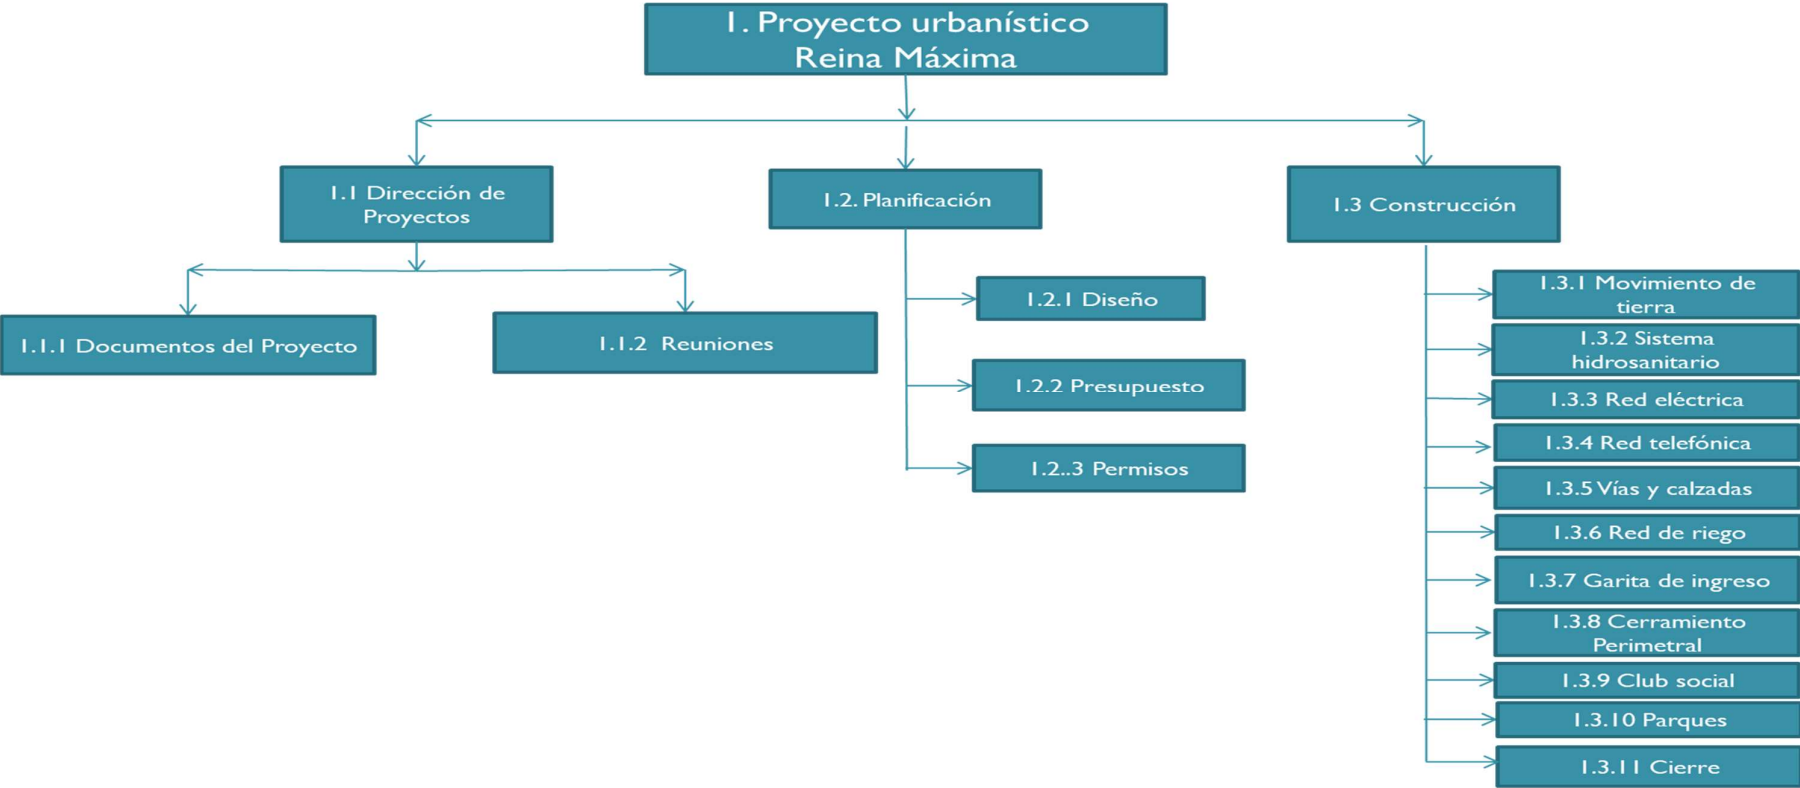 1. Proyecto urbanístico
Reina Máxima
1.1 Dirección de
Proyectos
1.2. Planificación
1.3 Construcción
1.1.1 Documentos del Proyecto
1.1.2 Reuniones
1.2.1 Diseño
1.2.2 Presupuesto
1.2..3 Permisos
1.3.1 Movimiento de
tierra
1.3.2 Sistema
hidrosanitario
1.3.3 Red eléctrica
1.3.4 Red telefónica
1.3.5 Vías y calzadas
1.3.6 Red de riego
1.3.7 Garita de ingreso
1.3.8 Cerramiento
Perimetral
1.3.9 Club social
1.3.10 Parques
1.3.11 Cierre